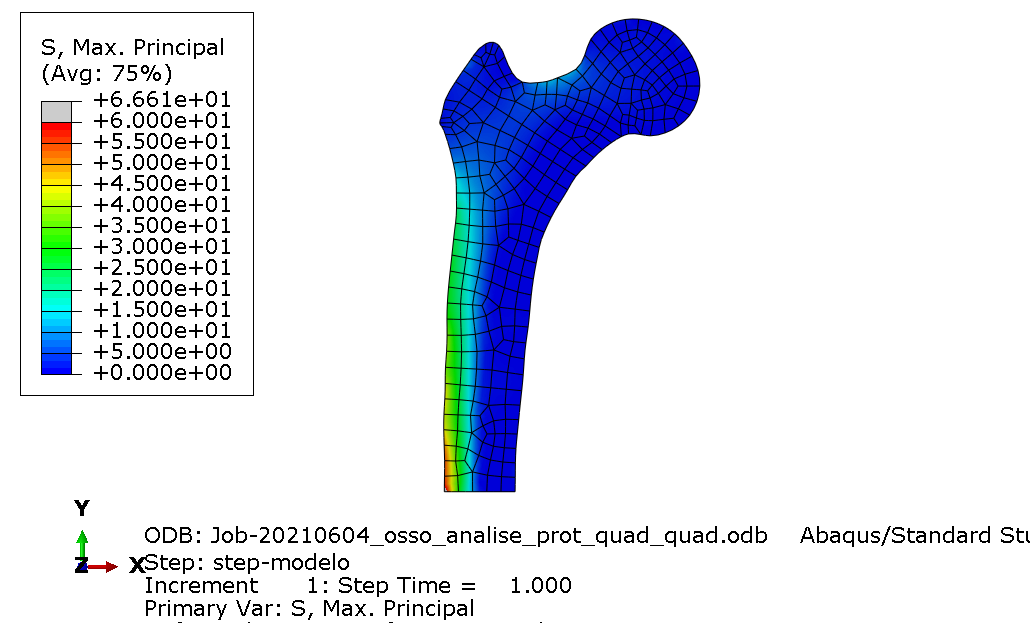 S, Max. Principal
(Avg: 75%)
+6.661e+01
+6.000e+01
+5.500e+01
+5.000e+01
+4.500e+01
+4.000e+01
+3.500e+01
+3.000e+01
+2.500e+01
+2.000e+01
+1.500e+01
+1.000e+01
+5.000e+00
+0.000e+00
Y
Z X
ODB: Job-20210604_osso_analise_prot_quad_quad.odb Abaqus/Standard Stu
Step: step-modelo
Increment 1: Step Time = 1.000
Primary Var: S, Max. Principal